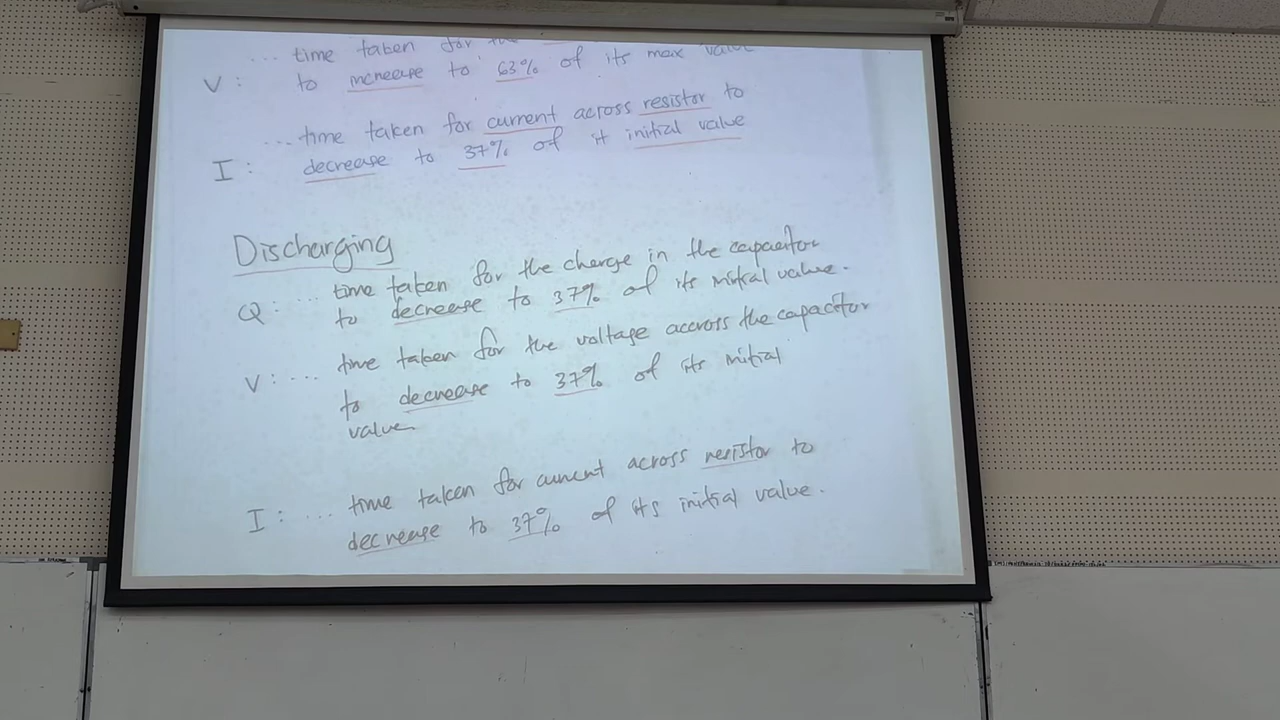 ... time taken for the
V : to increase to 63% of its max value
... time taken for current across resistor to
I : decrease to 37% of it initial value
Discharging
Q : ... time taken for the charge in the capacitor
to decrease to 37% of its initial value.
V : ... time taken for the voltage accross the capacitor
to decrease to 37% of its initial
value
I : ... time taken for current across resistor to
decrease to 37% of its initial value.